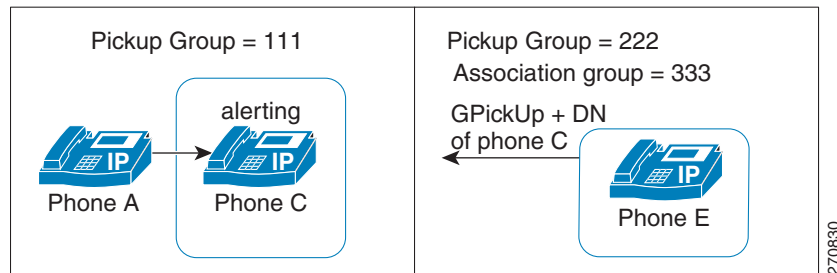 Pickup Group = 111
alerting
IP
IP
Phone A
Phone C
Pickup Group = 222
Association group = 333
GPickUp + DN
of phone C
IP
Phone E
270830